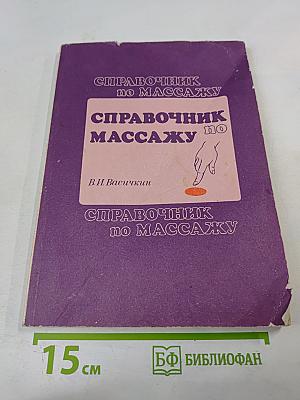 СПРАВОЧНИК
по МАССАЖУ
СПРАВОЧНИК
ПО
МАССАЖУ
В.И.Васичкин
СПРАВОЧНИК
по МАССАЖУ
15 см
БФ БИБЛИОФАН